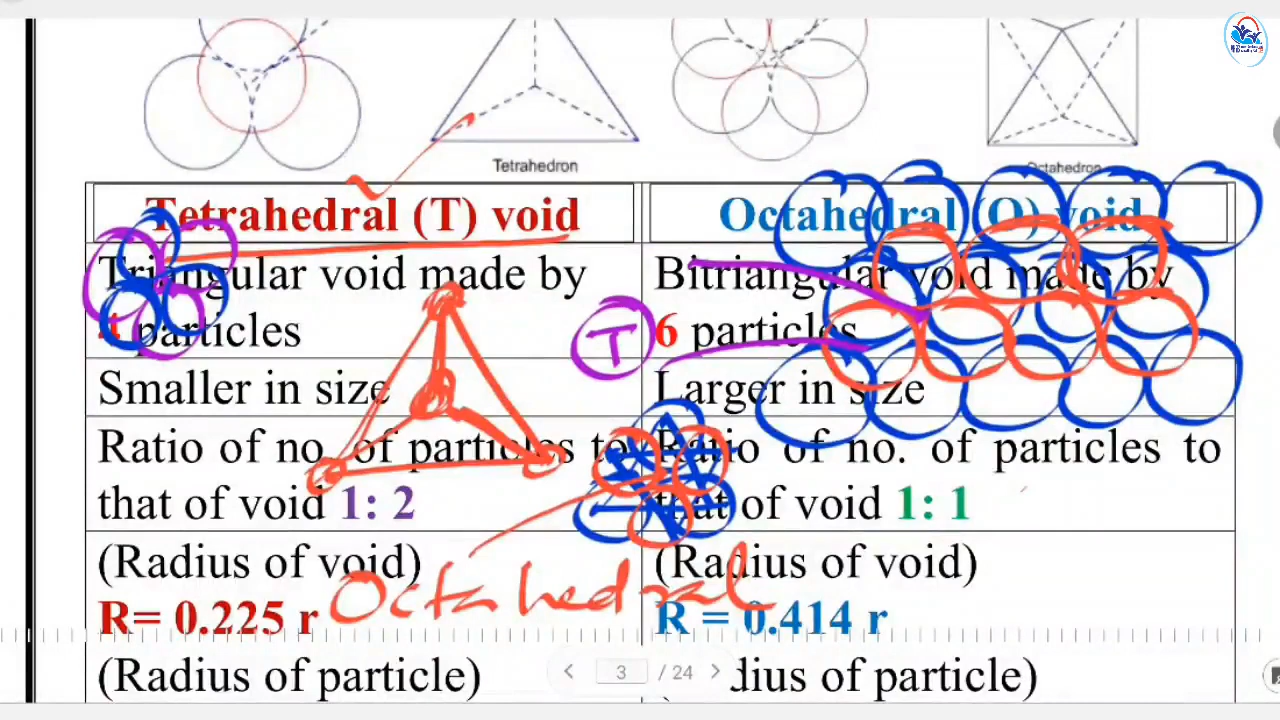 Tetrahedron
Octahedron
Tetrahedral (T) void
Octahedral (O) void
Triangular void made by
4 particles
Bitriangular void made by
6 particles
T
Smaller in size
Larger in size
Ratio of no. of particles to
that of void 1: 2
Ratio of no. of particles to
that of void 1: 1
(Radius of void)
R= 0.225 r
(Radius of particle)
Octahedral
(Radius of void)
R = 0.414 r
dius of particle)
3 / 24